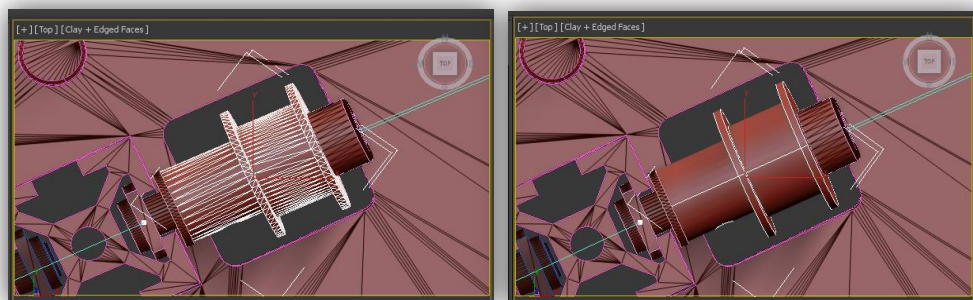 [+] [Top] [Clay + Edged Faces]
TOP
[+] [Top] [Clay + Edged Faces]
TOP